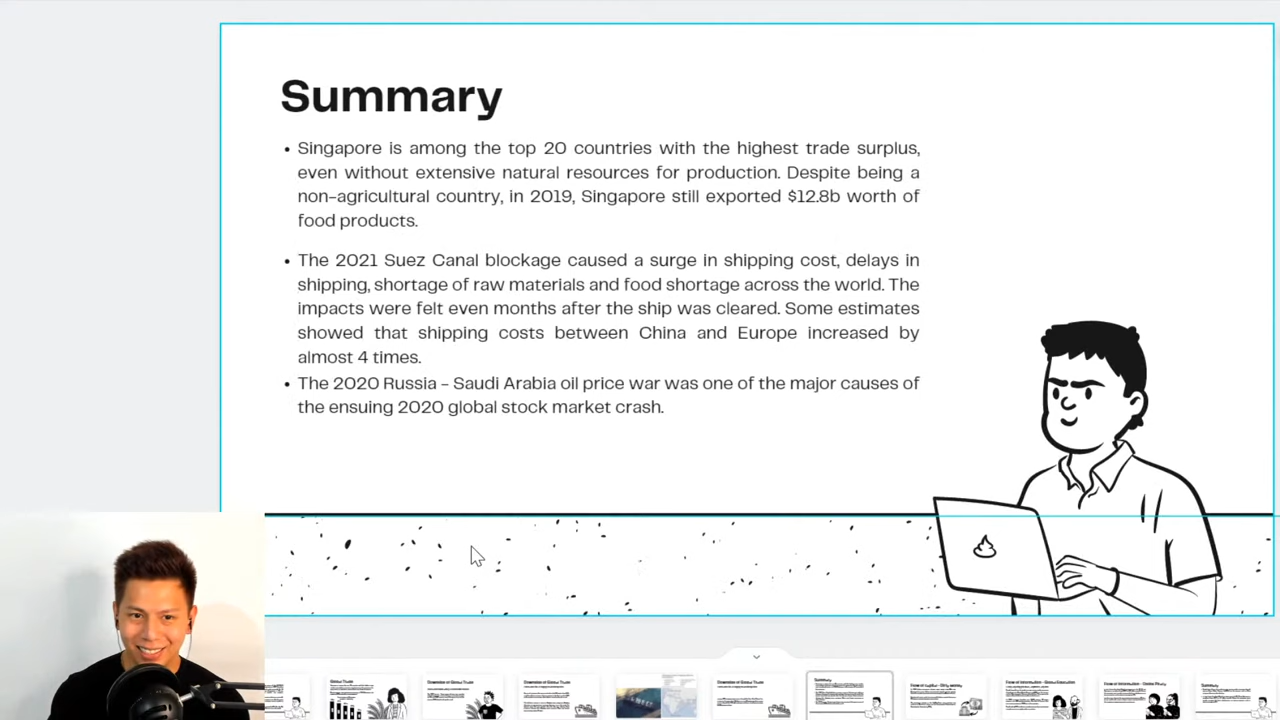 Summary
• Singapore is among the top 20 countries with the highest trade surplus,
even without extensive natural resources for production. Despite being a
non-agricultural country, in 2019, Singapore still exported $12.8b worth of
food products.
• The 2021 Suez Canal blockage caused a surge in shipping cost, delays in
shipping, shortage of raw materials and food shortage across the world. The
impacts were felt even months after the ship was cleared. Some estimates
showed that shipping costs between China and Europe increased by
almost 4 times.
• The 2020 Russia - Saudi Arabia oil price war was one of the major causes of
the ensuing 2020 global stock market crash.